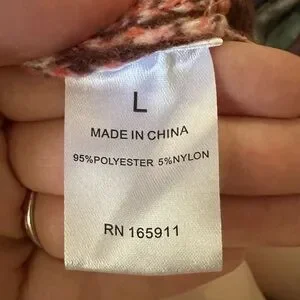 L
MADE IN CHINA
95%POLYESTER 5%NYLON
RN 165911